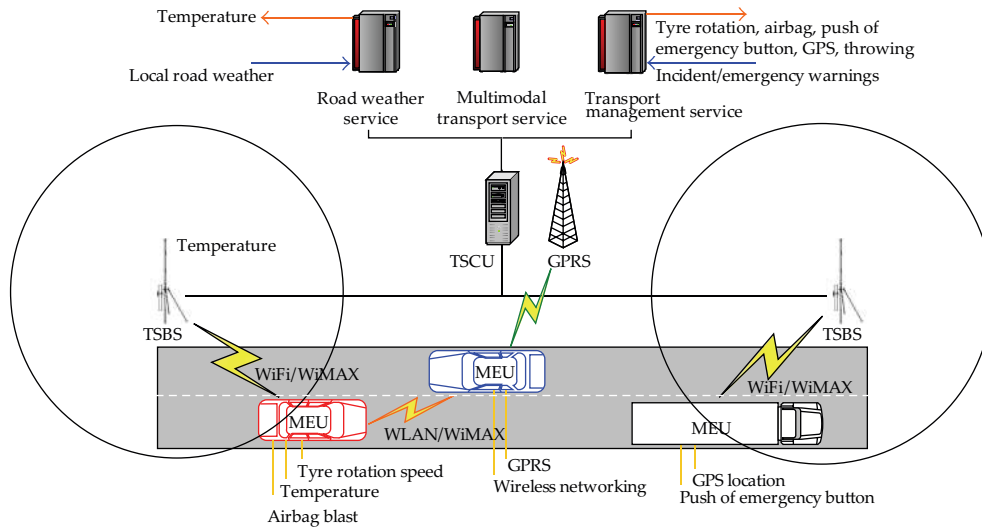 Temperature
Tyre rotation, airbag, push of
emergency button, GPS, throwing
Local road weather
Incident/emergency warnings
Road weather
service
Multimodal
transport service
Transport
management service
Temperature
TSCU
GPRS
TSBS
TSBS
WiFi/WiMAX
MEU
WiFi/WiMAX
MEU
WLAN/WiMAX
MEU
Tyre rotation speed
Temperature
Airbag blast
GPRS
Wireless networking
GPS location
Push of emergency button